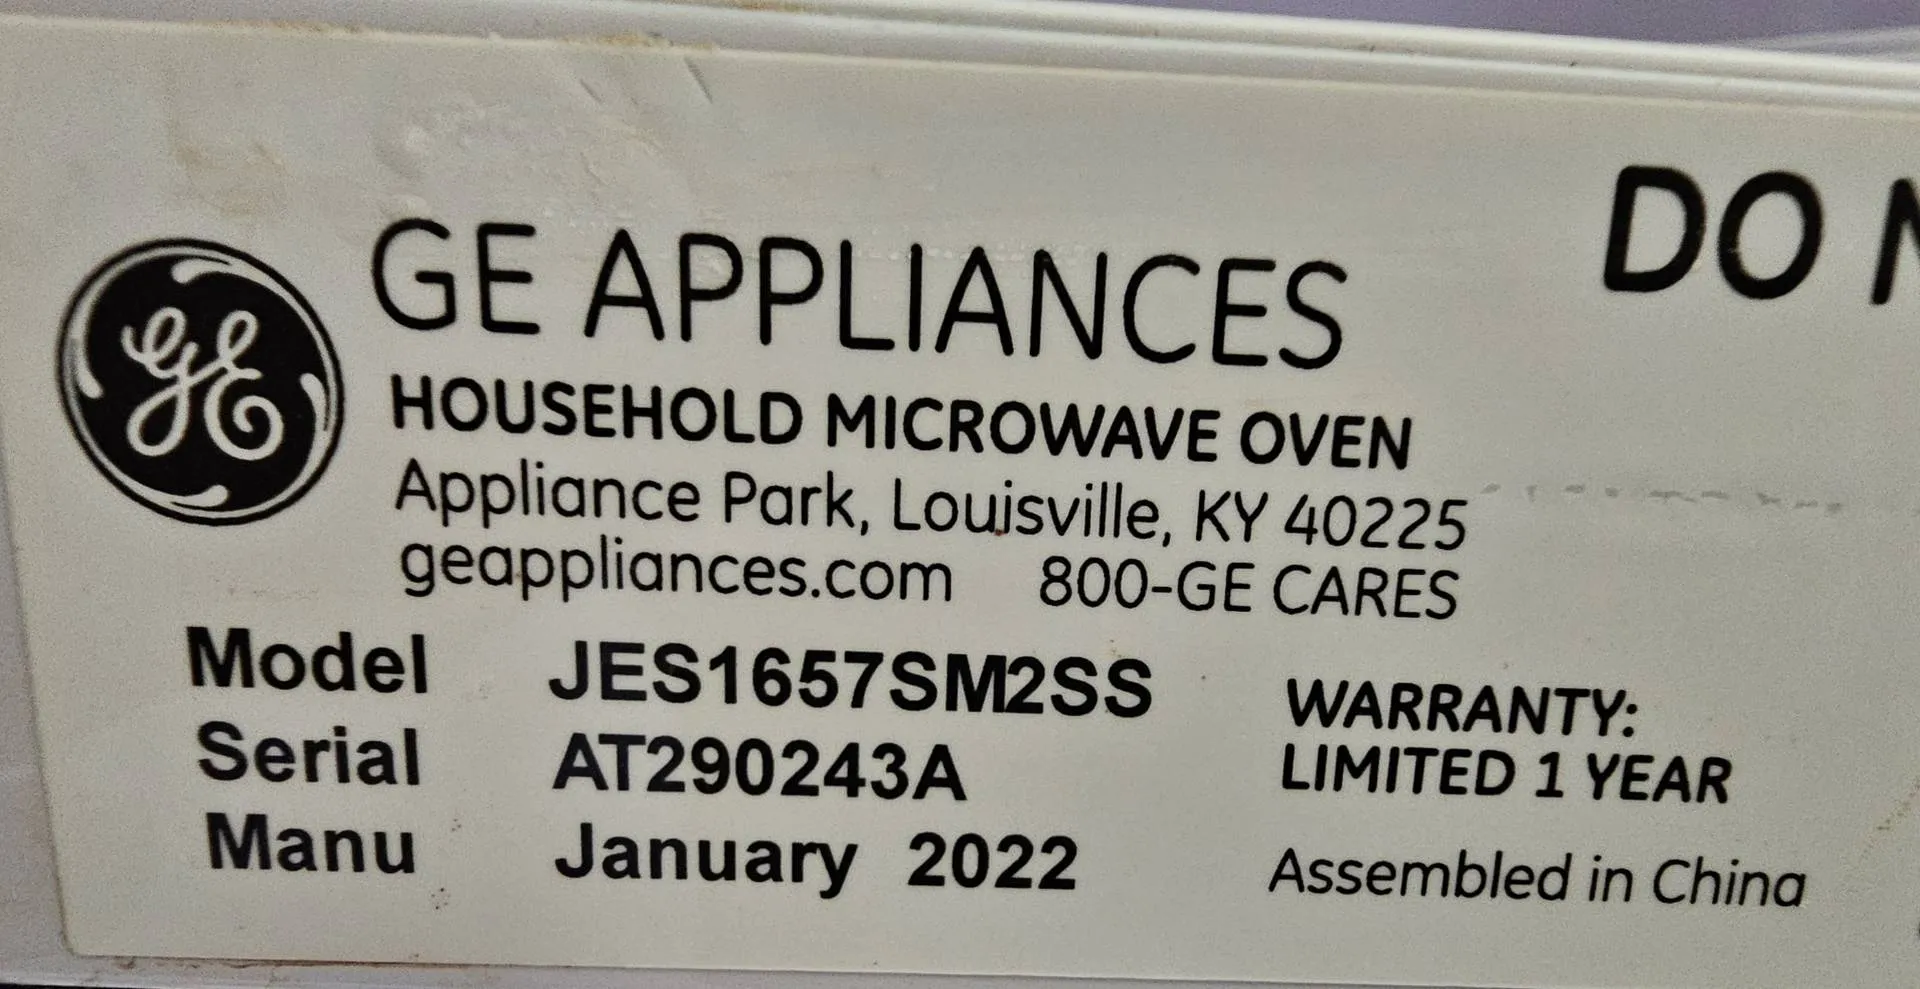 GE
GE APPLIANCES
HOUSEHOLD MICROWAVE OVEN
Appliance Park, Louisville, KY 40225
geappliances.com 800-GE CARES
Model JES1657SM2SS
Serial AT290243A
Manu January 2022
WARRANTY:
LIMITED 1 YEAR
Assembled in China
DO